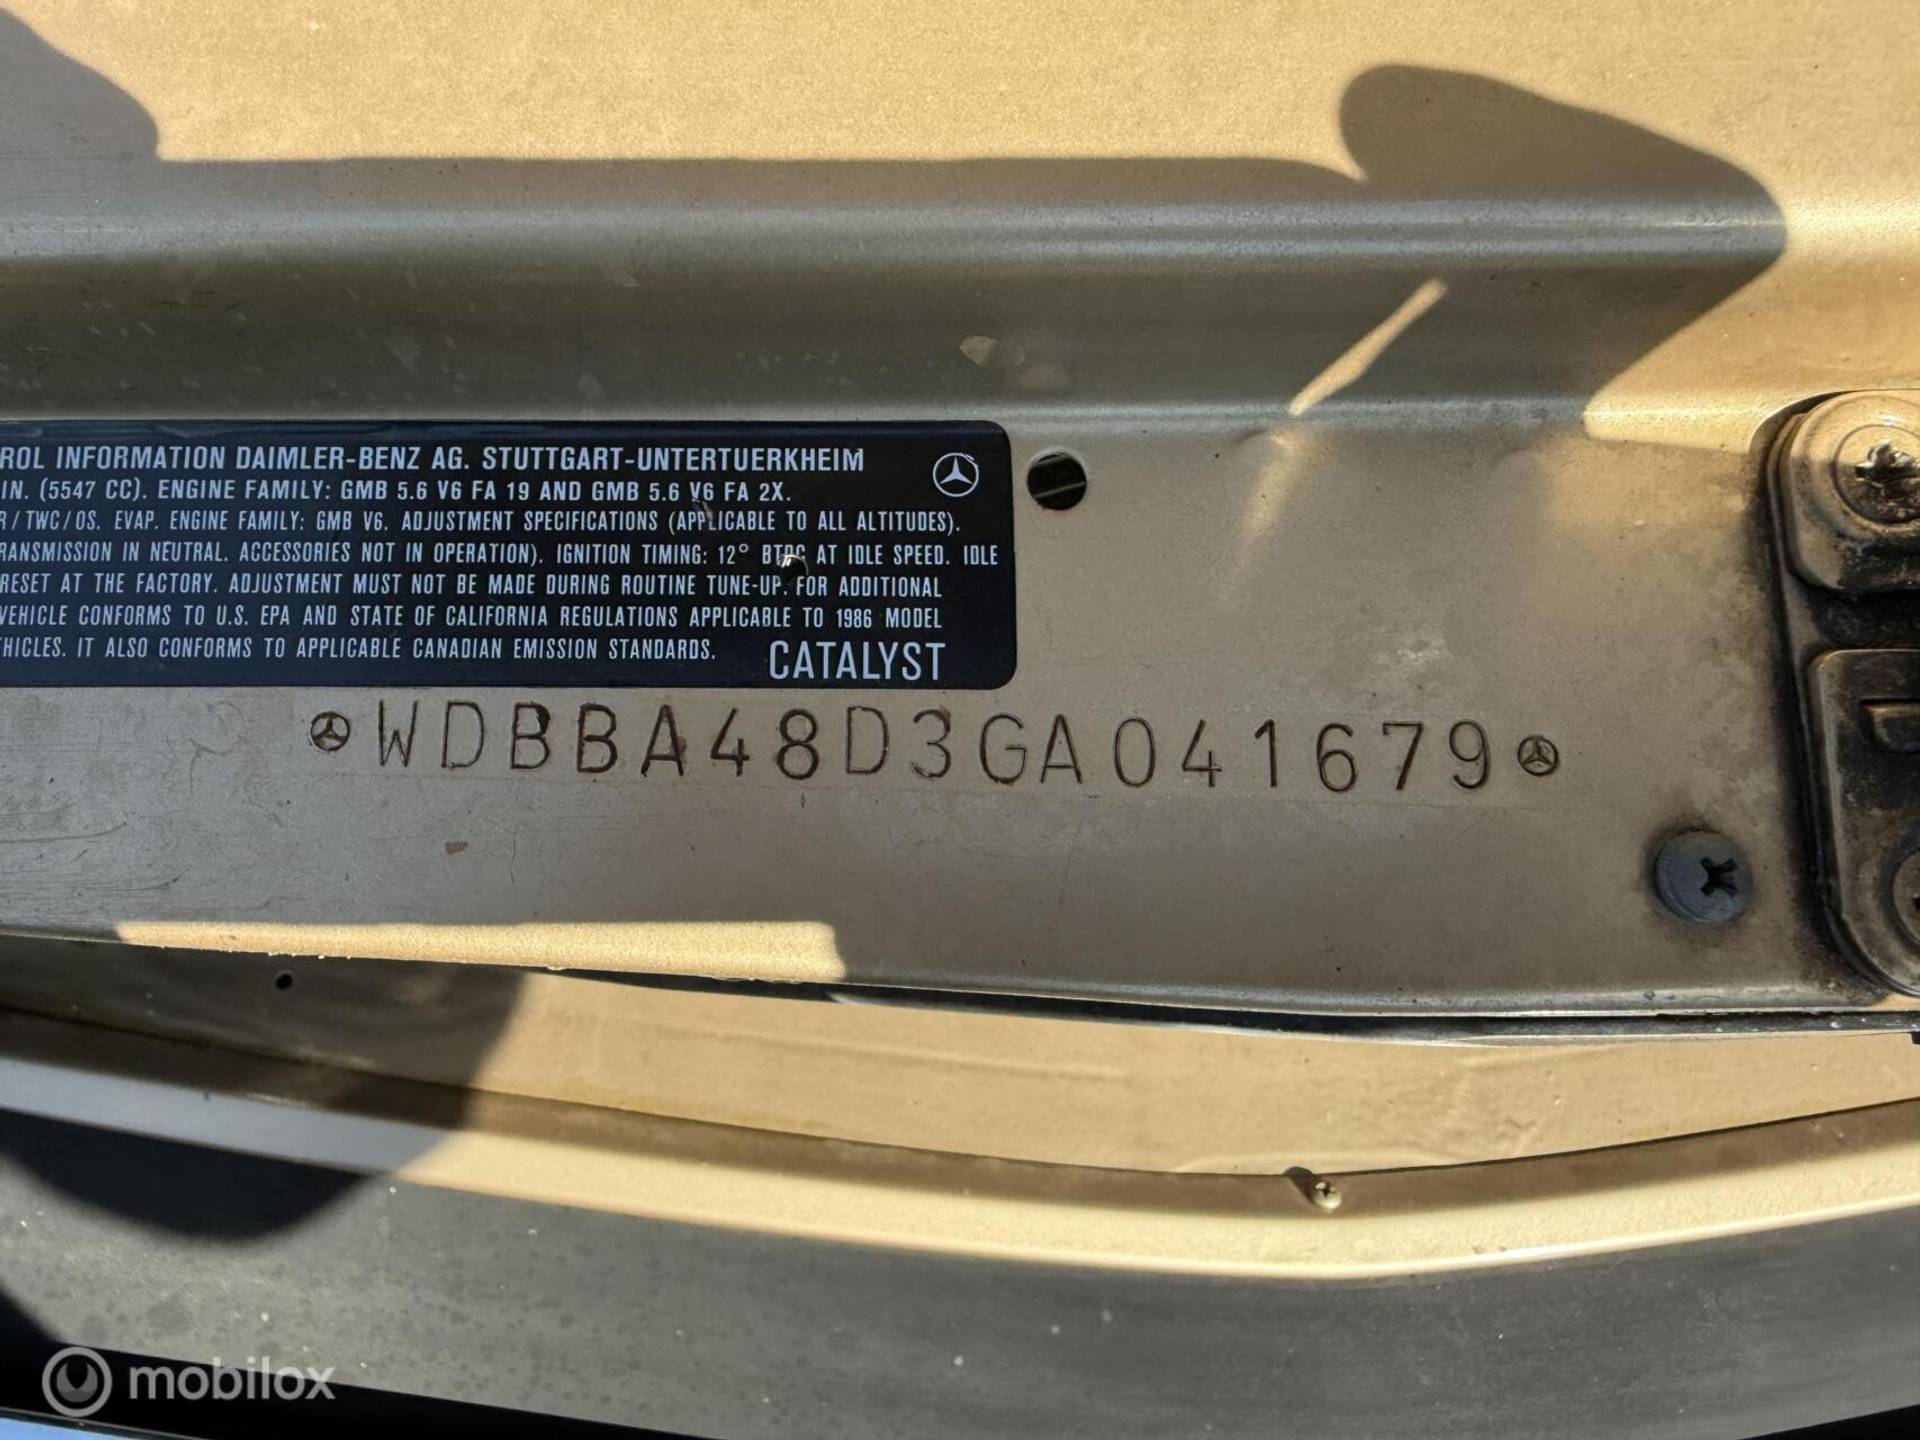 ROL INFORMATION DAIMLER-BENZ AG. STUTTGART-UNTERTUERKHEIM
IN. (5547 CC). ENGINE FAMILY: GMB 5.6 V6 FA 19 AND GMB 5.6 V6 FA 2X.
R/TWC/OS. EVAP. ENGINE FAMILY: GMB V6. ADJUSTMENT SPECIFICATIONS (APPLICABLE TO ALL ALTITUDES).
RANSMISSION IN NEUTRAL. ACCESSORIES NOT IN OPERATION). IGNITION TIMING: 12° BTDC AT IDLE SPEED. IDLE
RESET AT THE FACTORY. ADJUSTMENT MUST NOT BE MADE DURING ROUTINE TUNE-UP. FOR ADDITIONAL
VEHICLE CONFORMS TO U.S. EPA AND STATE OF CALIFORNIA REGULATIONS APPLICABLE TO 1986 MODEL
HICLES. IT ALSO CONFORMS TO APPLICABLE CANADIAN EMISSION STANDARDS.
CATALYST
WDBBA48D3GA041679
mobilox